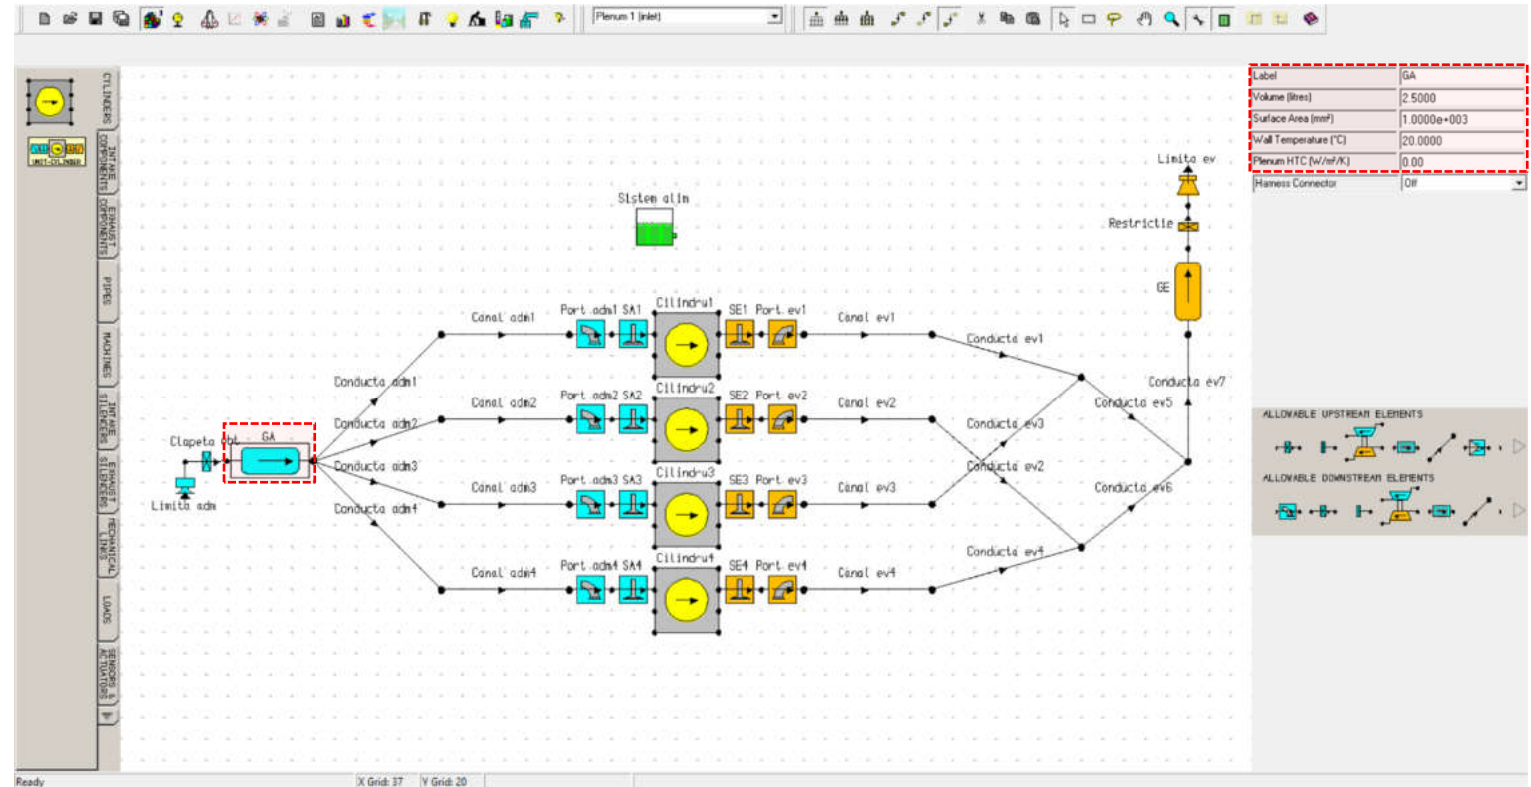 Plenum 1 (inlet)
CYLINDERS
INTAKE COMPONENTS
EXHAUST COMPONENTS
PIPES
MACHINES
INTAKE SILENCERS
EXHAUST SILENCERS
MECHANICAL LINKS
LOADS
SENSORS & ACTUATORS
UNIT-CYLINDER
Label GA
Volume (litres) 2.5000
Surface Area (mm²) 1.0000e+003
Wall Temperature (°C) 20.0000
Plenum HTC (W/m²/K) 0.00
Harness Connector Off
Limita ev
Sistem alim
Restrictie
GE
Canal adm1
Port adm1 SA1
Cilindru1
SE1 Port ev1
Canal ev1
Conducta ev1
Conducta adm1
Conducta ev7
Canal adm2
Port adm2 SA2
Cilindru2
SE2 Port ev2
Canal ev2
Conducta ev5
Conducta adm2
Conducta ev3
Clapeta obt
GA
Conducta adm3
Conducta ev2
Canal adm3
Port adm3 SA3
Cilindru3
SE3 Port ev3
Canal ev3
Conducta ev6
Limita adm
Conducta adm4
Conducta ev4
Canal adm4
Port adm4 SA4
Cilindru4
SE4 Port ev4
Canal ev4
ALLOWABLE UPSTREAM ELEMENTS
ALLOWABLE DOWNSTREAM ELEMENTS
Ready
X Grid: 37
Y Grid: 20